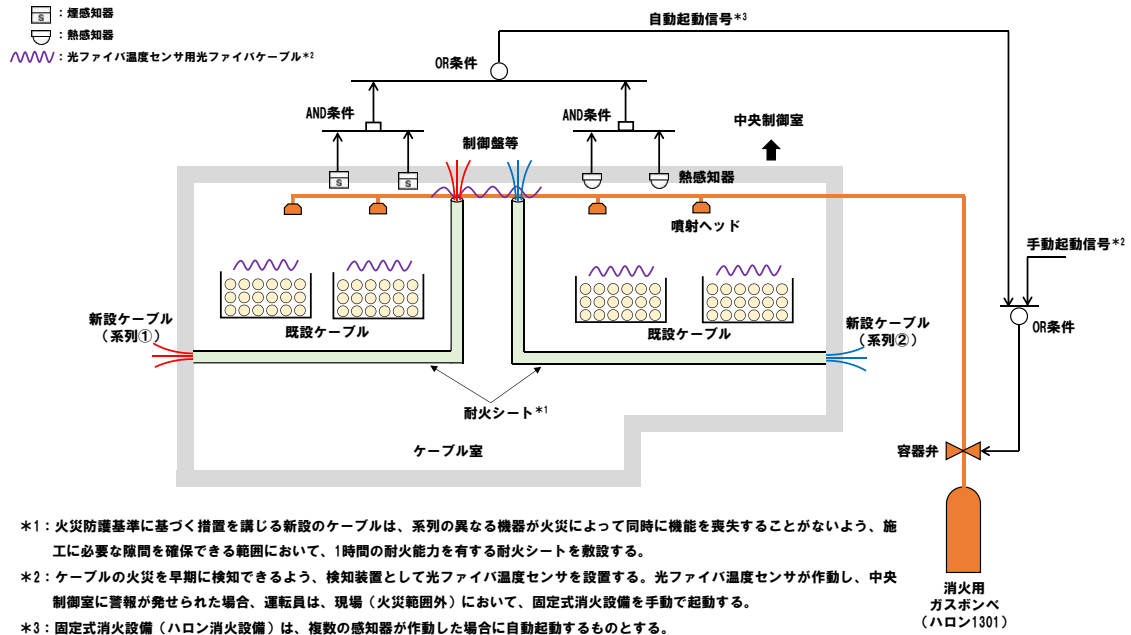 S ：煙感知器
：熱感知器
：光ファイバ温度センサ用光ファイバケーブル*2
自動起動信号*3
OR条件
AND条件
AND条件
中央制御室
制御盤等
S
S
熱感知器
噴射ヘッド
手動起動信号*2
新設ケーブル
（系列①）
既設ケーブル
既設ケーブル
新設ケーブル
（系列②）
OR条件
耐火シート*1
ケーブル室
容器弁
消火用
ガスボンベ
（ハロン1301）
＊1：火災防護基準に基づく措置を講じる新設のケーブルは、系列の異なる機器が火災によって同時に機能を喪失することがないよう、施
工に必要な隙間を確保できる範囲において、1時間の耐火能力を有する耐火シートを敷設する。
＊2：ケーブルの火災を早期に検知できるよう、検知装置として光ファイバ温度センサを設置する。光ファイバ温度センサが作動し、中央
制御室に警報が発せられた場合、運転員は、現場（火災範囲外）において、固定式消火設備を手動で起動する。
＊3：固定式消火設備（ハロン消火設備）は、複数の感知器が作動した場合に自動起動するものとする。